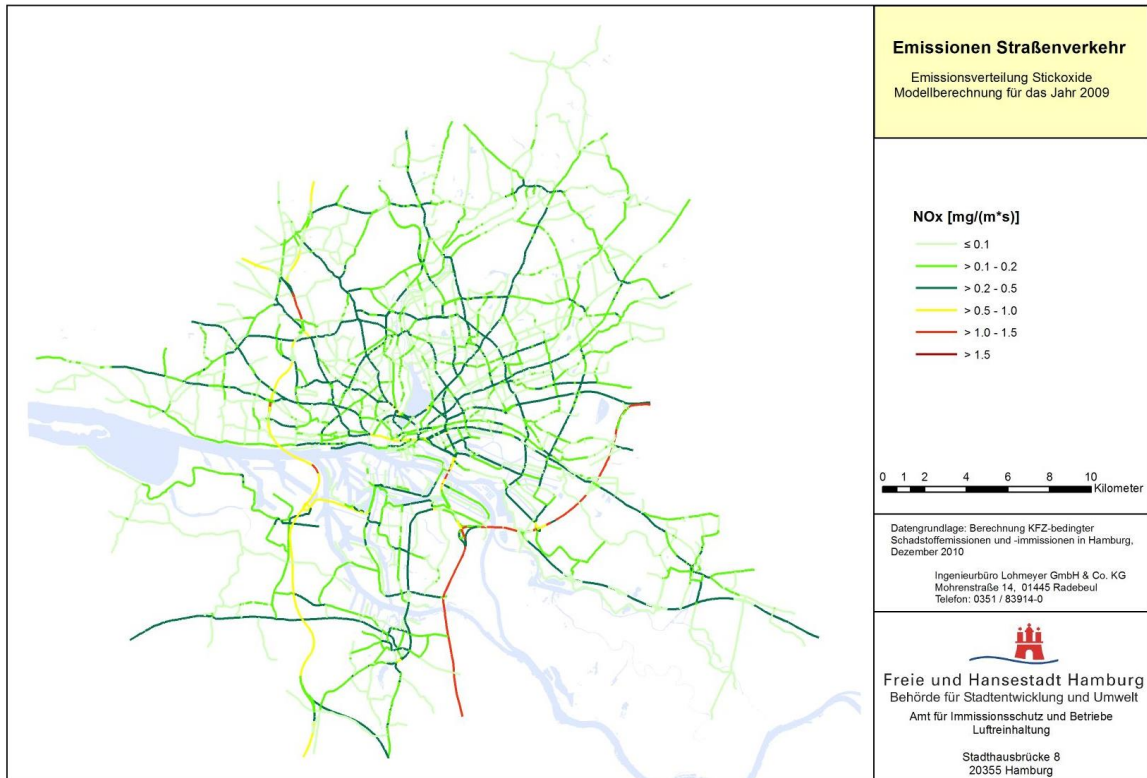 Emissionen Straßenverkehr
Emissionsverteilung Stickoxide
Modellberechnung für das Jahr 2009
NOx [mg/(m*s)]
≤ 0.1
> 0.1 - 0.2
> 0.2 - 0.5
> 0.5 - 1.0
> 1.0 - 1.5
> 1.5
0 1 2 4 6 8 10
Kilometer
Datengrundlage: Berechnung KFZ-bedingter
Schadstoffemissionen und -immissionen in Hamburg,
Dezember 2010
Ingenieurbüro Lohmeyer GmbH & Co. KG
Mohrenstraße 14, 01445 Radebeul
Telefon: 0351 / 83914-0
Freie und Hansestadt Hamburg
Behörde für Stadtentwicklung und Umwelt
Amt für Immissionsschutz und Betriebe
Luftreinhaltung
Stadthausbrücke 8
20355 Hamburg